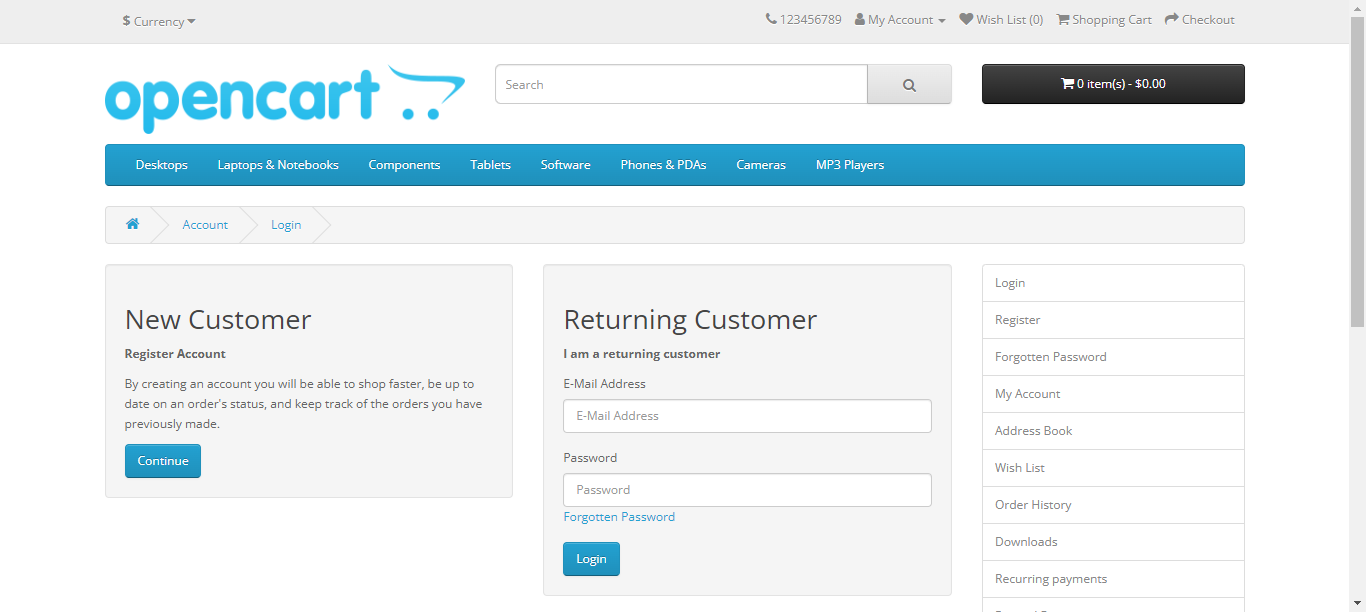 $ Currency
123456789 My Account Wish List (0) Shopping Cart Checkout
opencart
Search
0 item(s) - $0.00
Desktops Laptops & Notebooks Components Tablets Software Phones & PDAs Cameras MP3 Players
Account Login
New Customer
Register Account
By creating an account you will be able to shop faster, be up to
date on an order's status, and keep track of the orders you have
previously made.
Continue
Returning Customer
I am a returning customer
E-Mail Address
E-Mail Address
Password
Password
Forgotten Password
Login
Login
Register
Forgotten Password
My Account
Address Book
Wish List
Order History
Downloads
Recurring payments